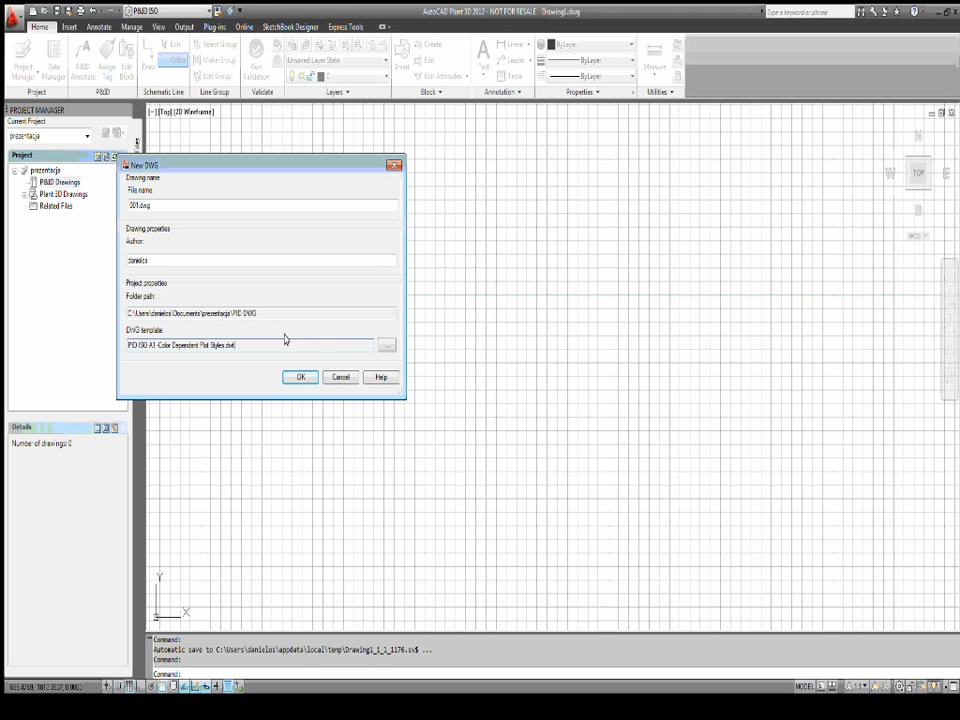 P&ID ISO
AutoCAD Plant 3D 2012 - NOT FOR RESALE Drawing1.dwg
Type a keyword or phrase
Home Insert Annotate Manage View Output Plug-ins Online SketchBook Designer Express Tools
Project Manager
Data Manager
P&ID Annotate
Assign Tag
Edit Block
Draw
Edit
Ortho
Run Validation
Select Group
Make Group
Edit Group
Unsaved Layer State
0
Insert
Create
Edit
Edit Attributes
Text
Linear
Leader
Table
ByLayer
ByLayer
ByLayer
Measure
Project P&ID Schematic Line Line Group Validate Layers Block Annotation Properties Utilities
PROJECT MANAGER
Current Project
prezentacja
Project
prezentacja
P&ID Drawings
Plant 3D Drawings
Related Files
Details
Number of drawings: 0
[-][Top][2D Wireframe]
N
W
TOP
E
S
WCS
New DWG
Drawing name
File name
001.dwg
Drawing properties
Author:
danielos
Project properties
Folder path:
C:\Users\danielos\Documents\prezentacja\PID DWG
DWG template:
PID ISO A1 -Color Dependent Plot Styles.dwt
...
OK Cancel Help
Y
X
Command:
Automatic save to C:\Users\danielos\appdata\local\temp\Drawing1_1_1_1176.sv$ ...
Command:
Command:
MODEL